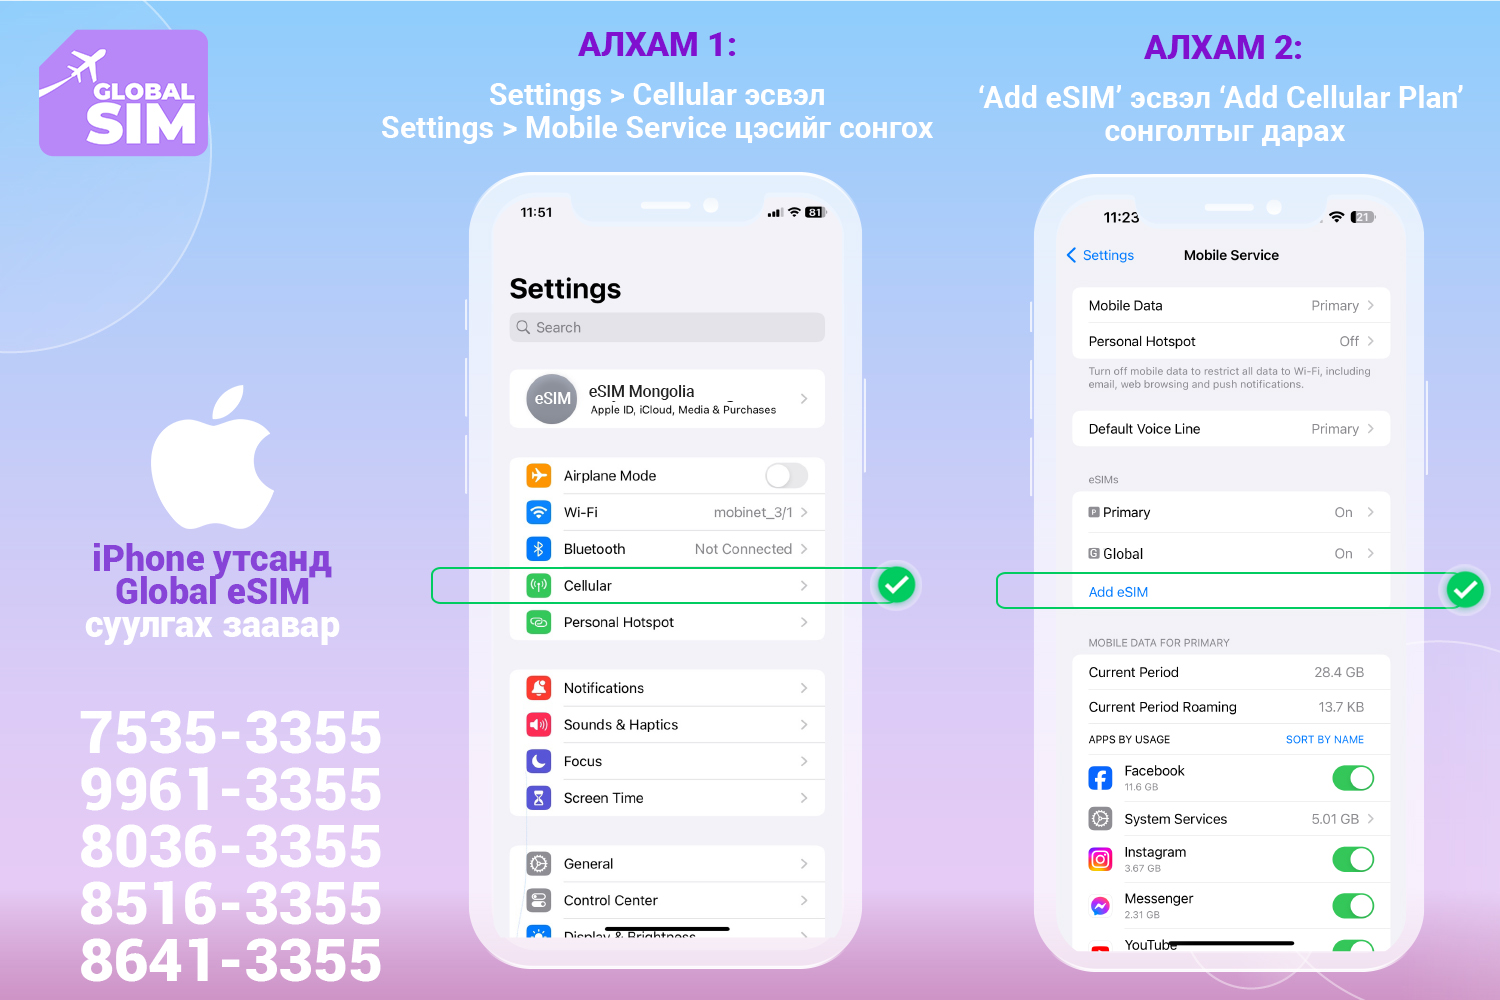 GLOBAL
SIM
iPhone утсанд
Global eSIM
суулгах заавар
7535-3355
9961-3355
8036-3355
8516-3355
8641-3355
АЛХАМ 1:
Settings > Cellular эсвэл
Settings > Mobile Service цэсийг сонгох
11:51
81
Settings
Search
eSIM
eSIM Mongolia
Apple ID, iCloud, Media & Purchases
Airplane Mode
Wi-Fi mobinet_3/1
Bluetooth Not Connected
Cellular
Personal Hotspot
Notifications
Sounds & Haptics
Focus
Screen Time
General
Control Center
Display & Brightness
АЛХАМ 2:
‘Add eSIM’ эсвэл ‘Add Cellular Plan’
сонголтыг дарах
11:23
21
Settings Mobile Service
Mobile Data Primary
Personal Hotspot Off
Turn off mobile data to restrict all data to Wi-Fi, including
email, web browsing and push notifications.
Default Voice Line Primary
eSIMs
P Primary On
G Global On
Add eSIM
MOBILE DATA FOR PRIMARY
Current Period 28.4 GB
Current Period Roaming 13.7 KB
APPS BY USAGE SORT BY NAME
Facebook
11.6 GB
System Services 5.01 GB
Instagram
3.67 GB
Messenger
2.31 GB
YouTube